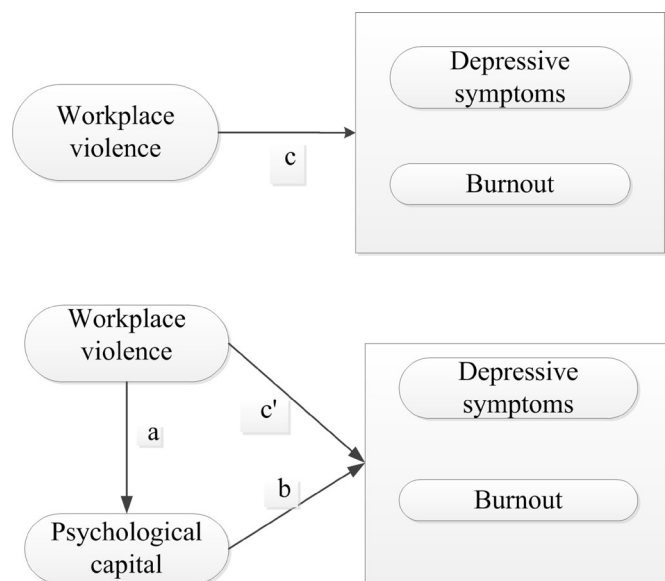 Workplace
violence
c
Depressive
symptoms
Burnout
Workplace
violence
a
c'
b
Psychological
capital
Depressive
symptoms
Burnout